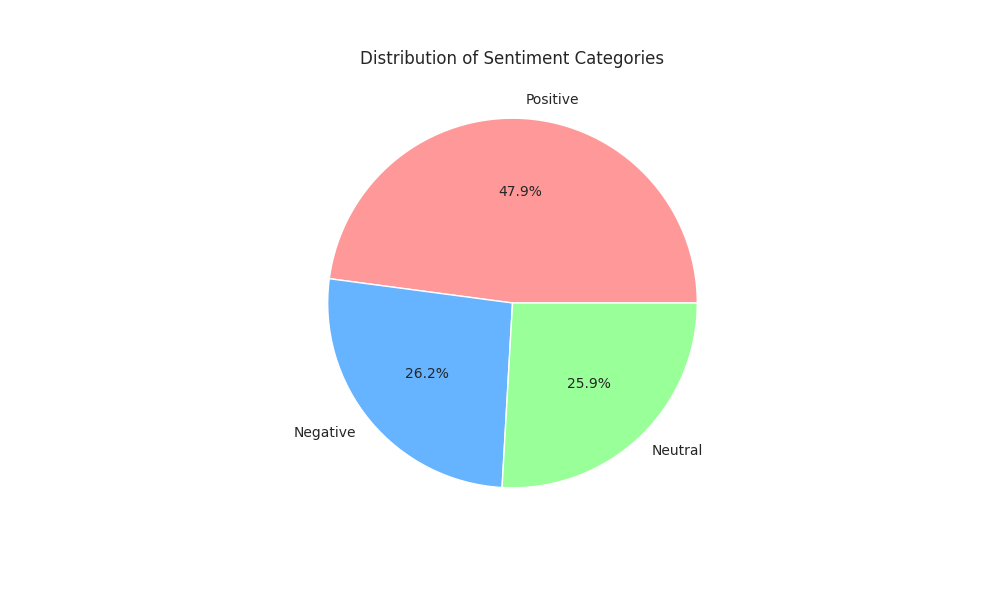 Distribution of Sentiment Categories
Positive
47.9%
26.2%
25.9%
Negative
Neutral